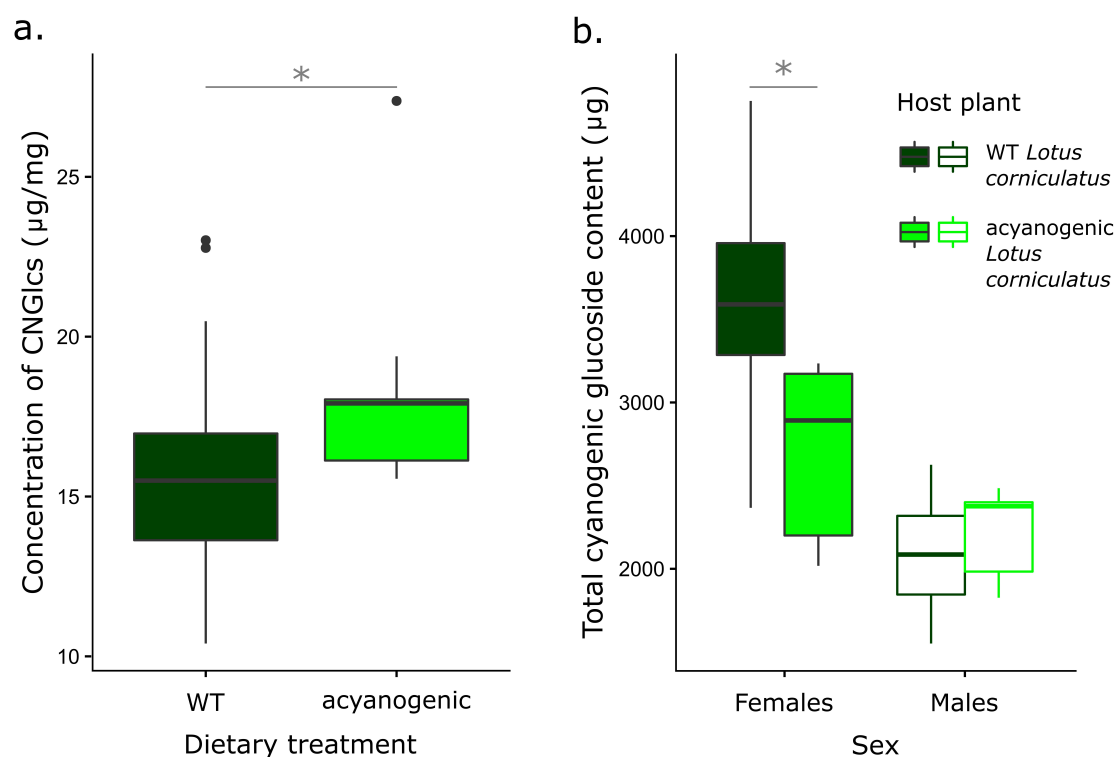 a.
*
Concentration of CNGlcs (µg/mg)
25
20
15
10
WT
acyanogenic
Dietary treatment
b.
*
Total cyanogenic glucoside content (µg)
4000
3000
2000
Females
Males
Sex
Host plant
WT Lotus
corniculatus
acyanogenic
Lotus
corniculatus